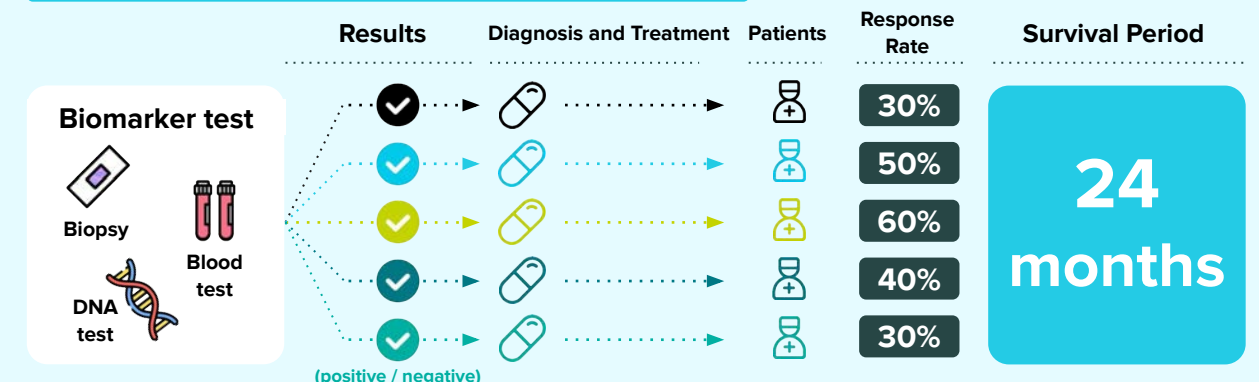 Results
Diagnosis and Treatment
Patients
Response
Rate
Survival Period
Biomarker test
Biopsy
Blood
test
DNA
test
30%
50%
60%
40%
30%
24
months
(positive / negative)